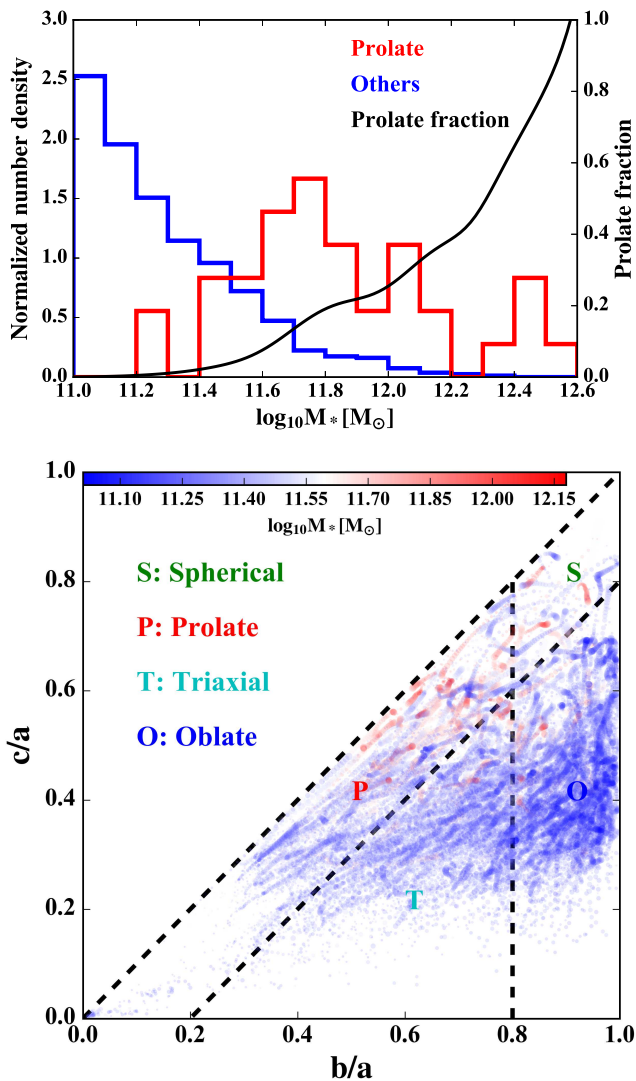 3.0
2.5
2.0
1.5
1.0
0.5
0.0
Normalized number density
Prolate
Others
Prolate fraction
1.0
0.8
0.6
0.4
0.2
0.0
Prolate fraction
11.0 11.2 11.4 11.6 11.8 12.0 12.2 12.4 12.6
log₁₀M*[M⊙]
1.0
0.8
0.6
0.4
0.2
0.0
c/a
11.10 11.25 11.40 11.55 11.70 11.85 12.00 12.15
log₁₀M*[M⊙]
S: Spherical
P: Prolate
T: Triaxial
O: Oblate
S
P
O
T
0.0 0.2 0.4 0.6 0.8 1.0
b/a